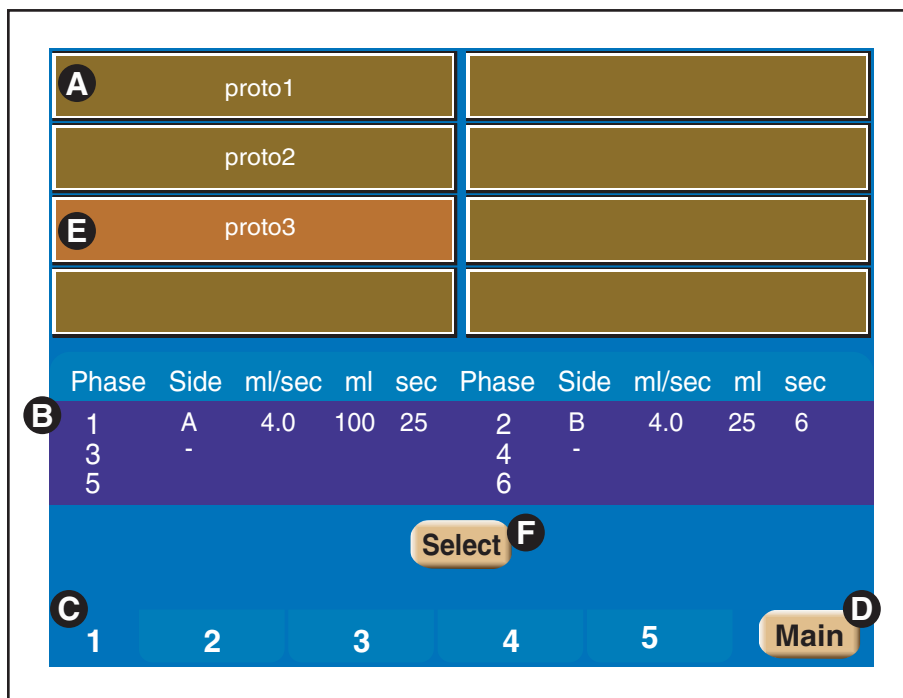 A proto1
proto2
E proto3
Phase Side ml/sec ml sec Phase Side ml/sec ml sec
B 1 A 4.0 100 25 2 B 4.0 25 6
3 - 4 -
5 6
Select F
C D
1 2 3 4 5 Main